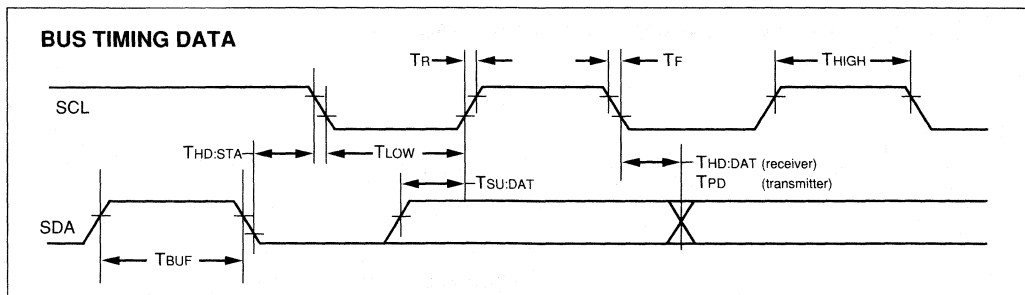 BUS TIMING DATA
TR
TF
THIGH
SCL
THD:STA
TLOW
THD:DAT (receiver)
TSU:DAT
TPD (transmitter)
SDA
TBUF